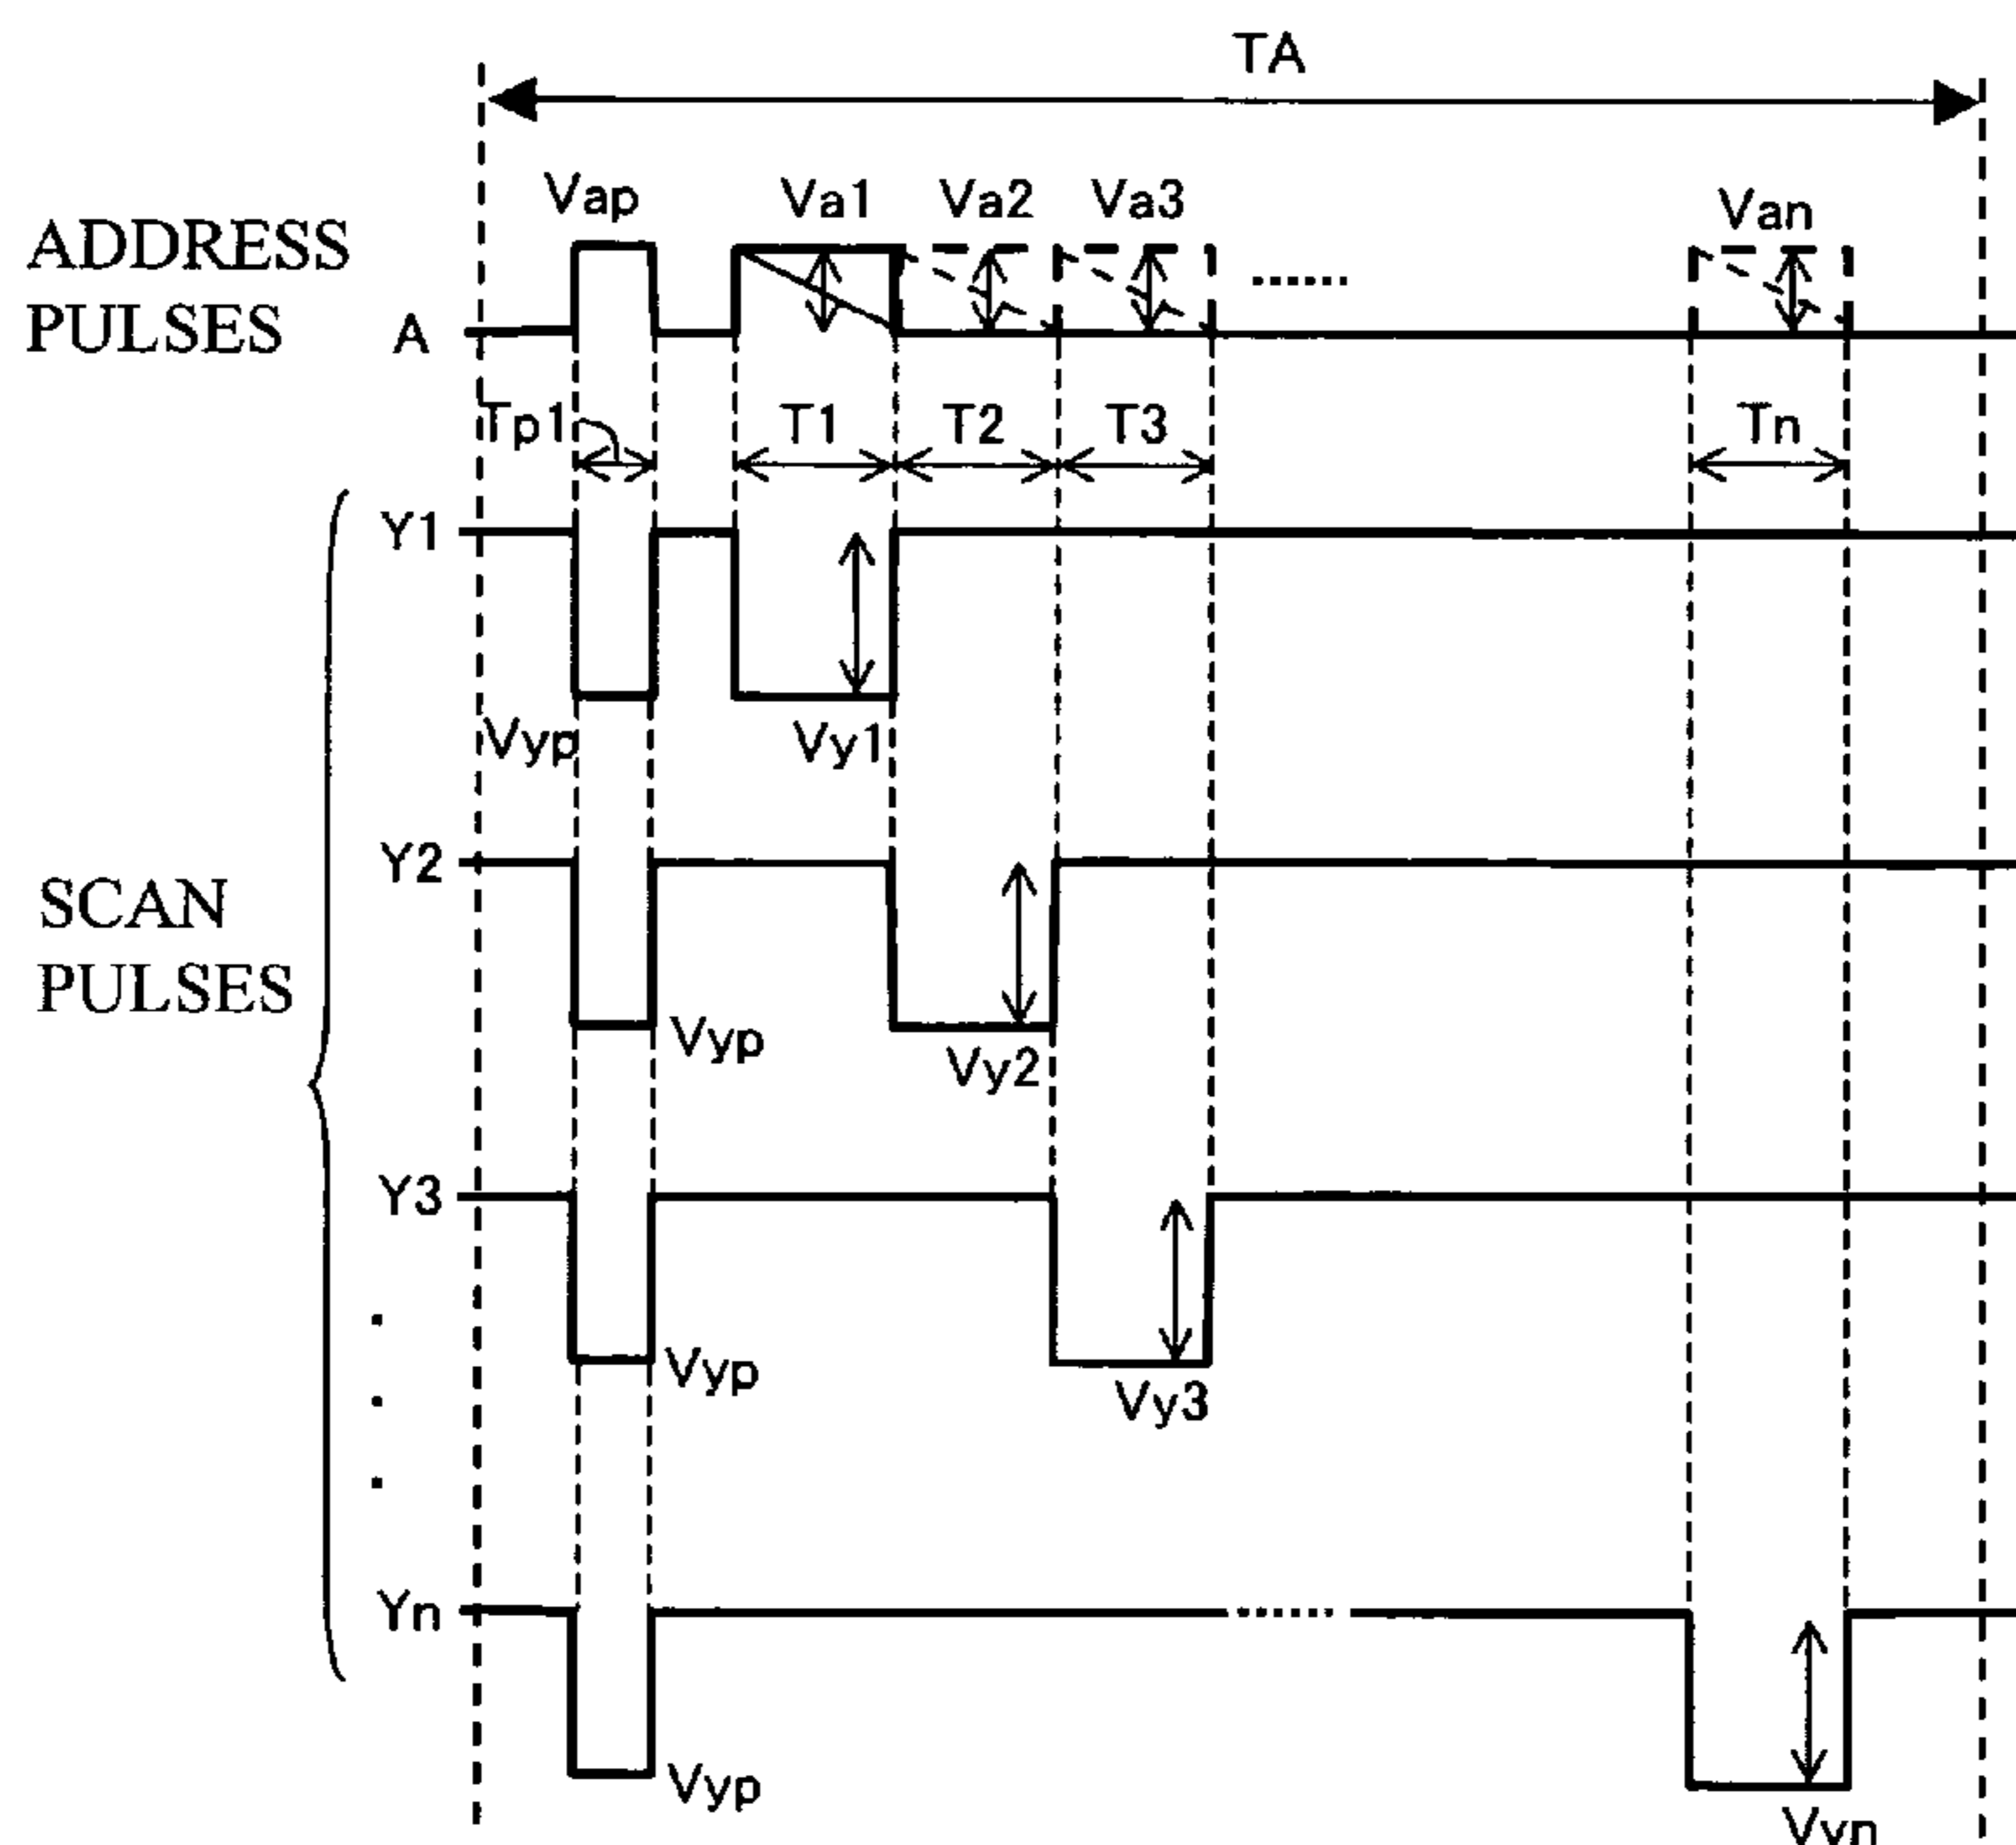 TA
Vap Va1 Va2 Va3 Van
ADDRESS
PULSES
A
......
Tp1 T1 T2 T3 Tn
Y1
Vyp Vy1
Y2
SCAN
PULSES
Vyp Vy2
Y3
Vyp Vy3
Yn
......
Vyp Vyn